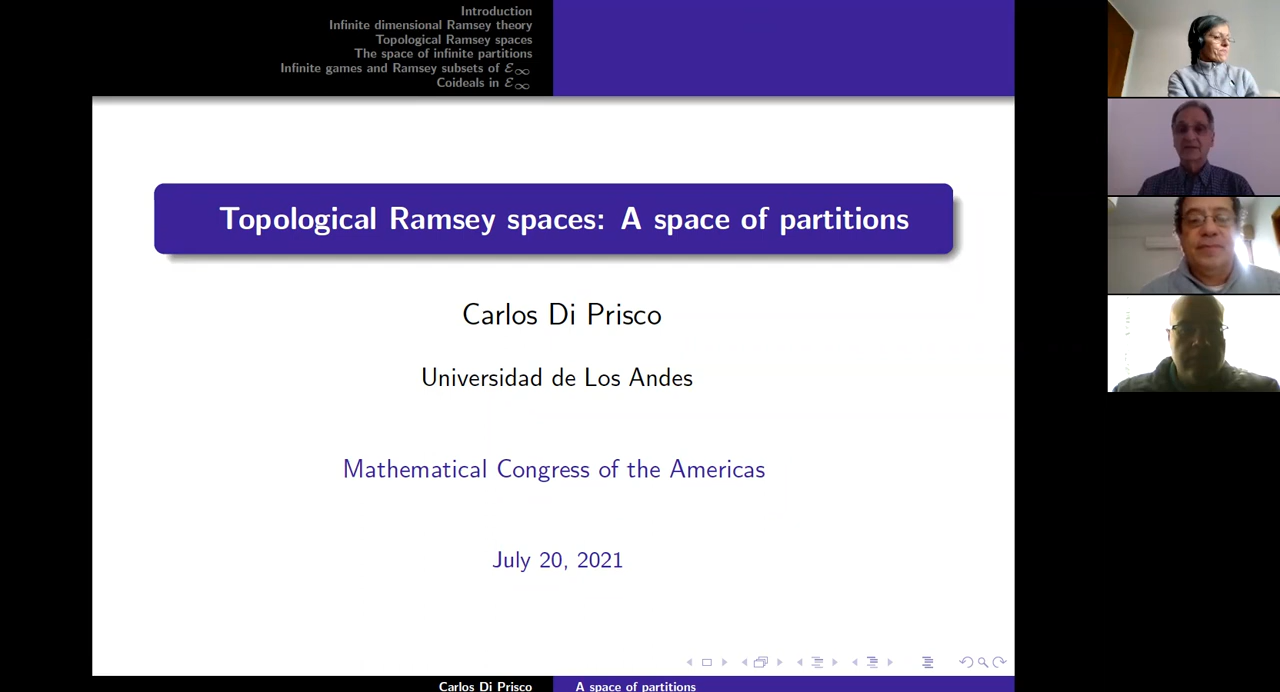 Introduction
Infinite dimensional Ramsey theory
Topological Ramsey spaces
The space of infinite partitions
Infinite games and Ramsey subsets of ℰ∞
Coideals in ℰ∞
Topological Ramsey spaces: A space of partitions
Carlos Di Prisco
Universidad de Los Andes
Mathematical Congress of the Americas
July 20, 2021
Carlos Di Prisco
A space of partitions